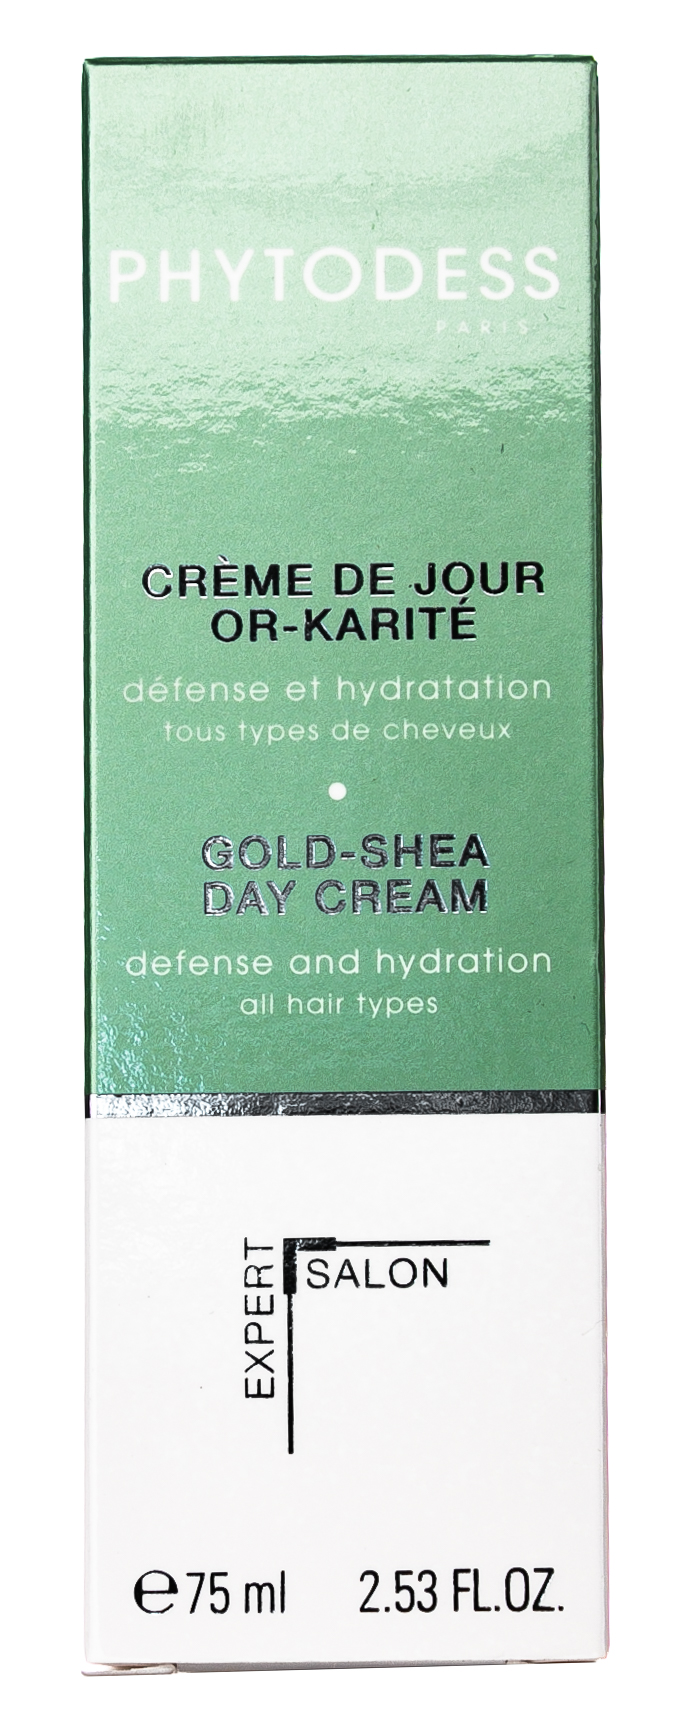 PHYTODESS
PARIS
CRÈME DE JOUR
OR-KARITÉ
défense et hydratation
tous types de cheveux
GOLD-SHEA
DAY CREAM
defense and hydration
all hair types
EXPERT
SALON
℮75 ml 2.53 FL.OZ.